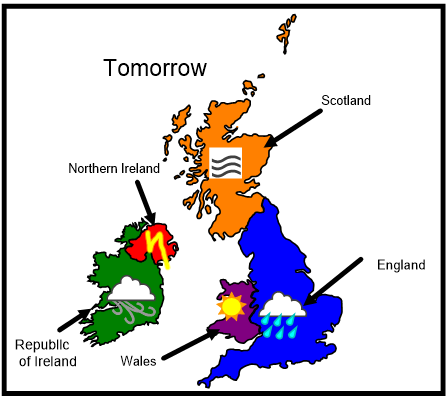 Tomorrow
Scotland
Northern Ireland
England
Republic
of Ireland
Wales